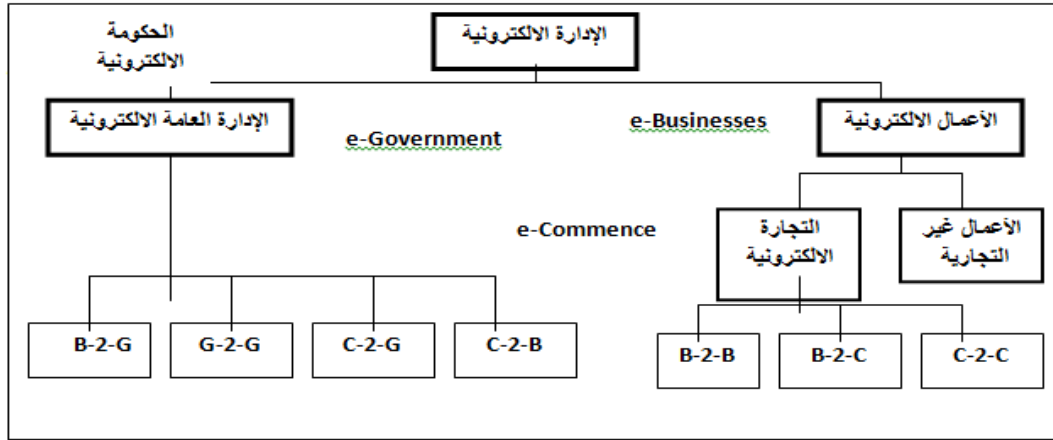 الإدارة الالكترونية
الحكومة
الالكترونية
الأعمال الالكترونية
e-Businesses
e-Government
الإدارة العامة الالكترونية
الأعمال غير
التجارية
التجارة
الالكترونية
e-Commence
B-2-G
G-2-G
C-2-G
C-2-B
B-2-B
B-2-C
C-2-C